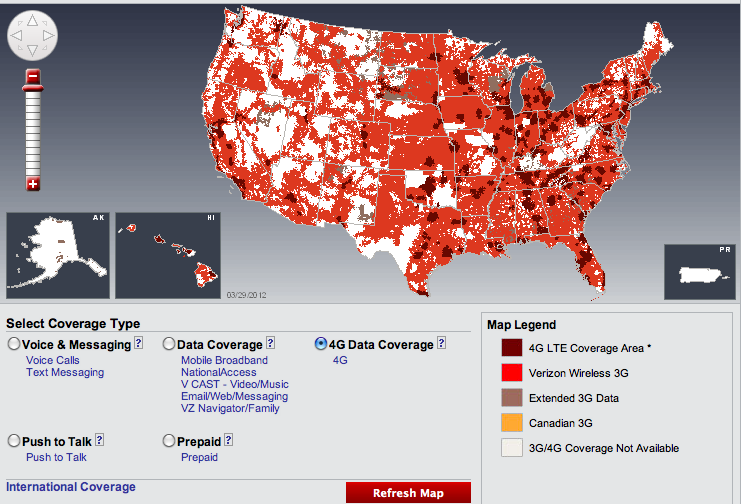 AK
HI
PR
03/29/2012
Select Coverage Type
Voice & Messaging ?
Voice Calls
Text Messaging
Data Coverage ?
Mobile Broadband
NationalAccess
V CAST - Video/Music
Email/Web/Messaging
VZ Navigator/Family
4G Data Coverage ?
4G
Push to Talk ?
Push to Talk
Prepaid ?
Prepaid
International Coverage
Refresh Map
Map Legend
4G LTE Coverage Area *
Verizon Wireless 3G
Extended 3G Data
Canadian 3G
3G/4G Coverage Not Available